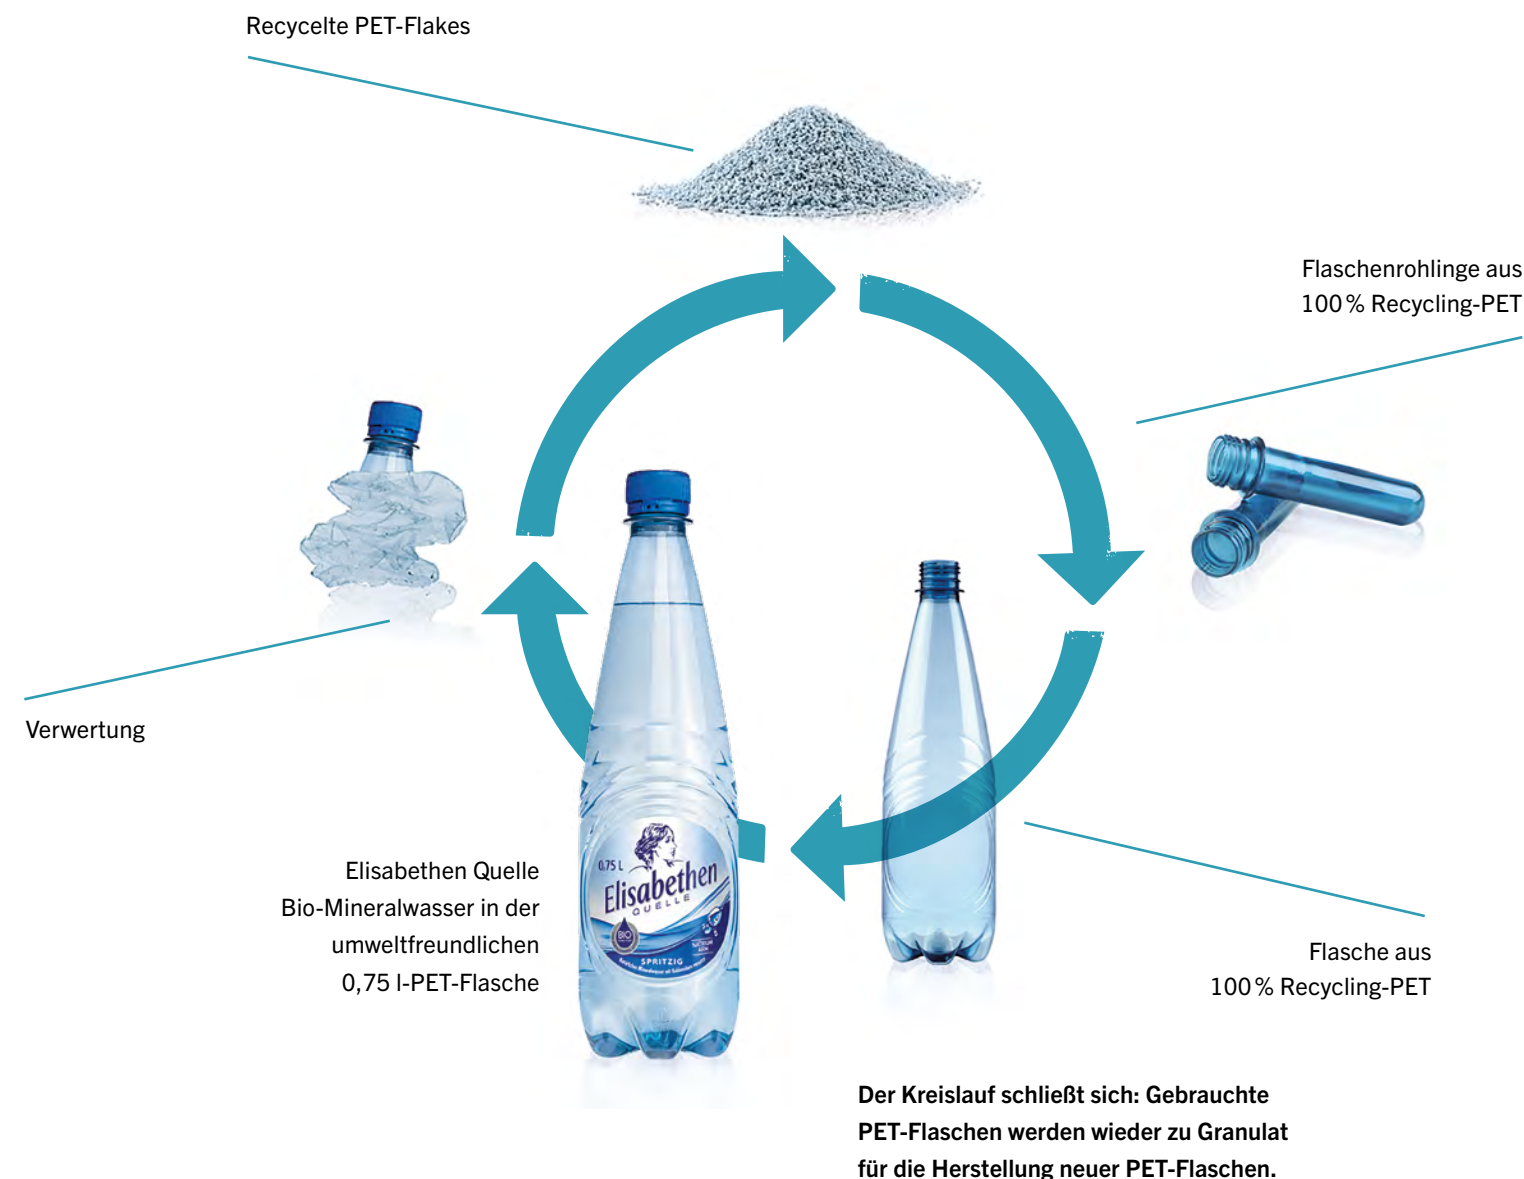 Recycelte PET-Flakes
Flaschenrohlinge aus
100 % Recycling-PET
Verwertung
Elisabethen Quelle
Bio-Mineralwasser in der
umweltfreundlichen
0,75 l-PET-Flasche
0,75 L
Elisabethen
QUELLE
BIO
SPRITZIG
Flasche aus
100 % Recycling-PET
Der Kreislauf schließt sich: Gebrauchte
PET-Flaschen werden wieder zu Granulat
für die Herstellung neuer PET-Flaschen.